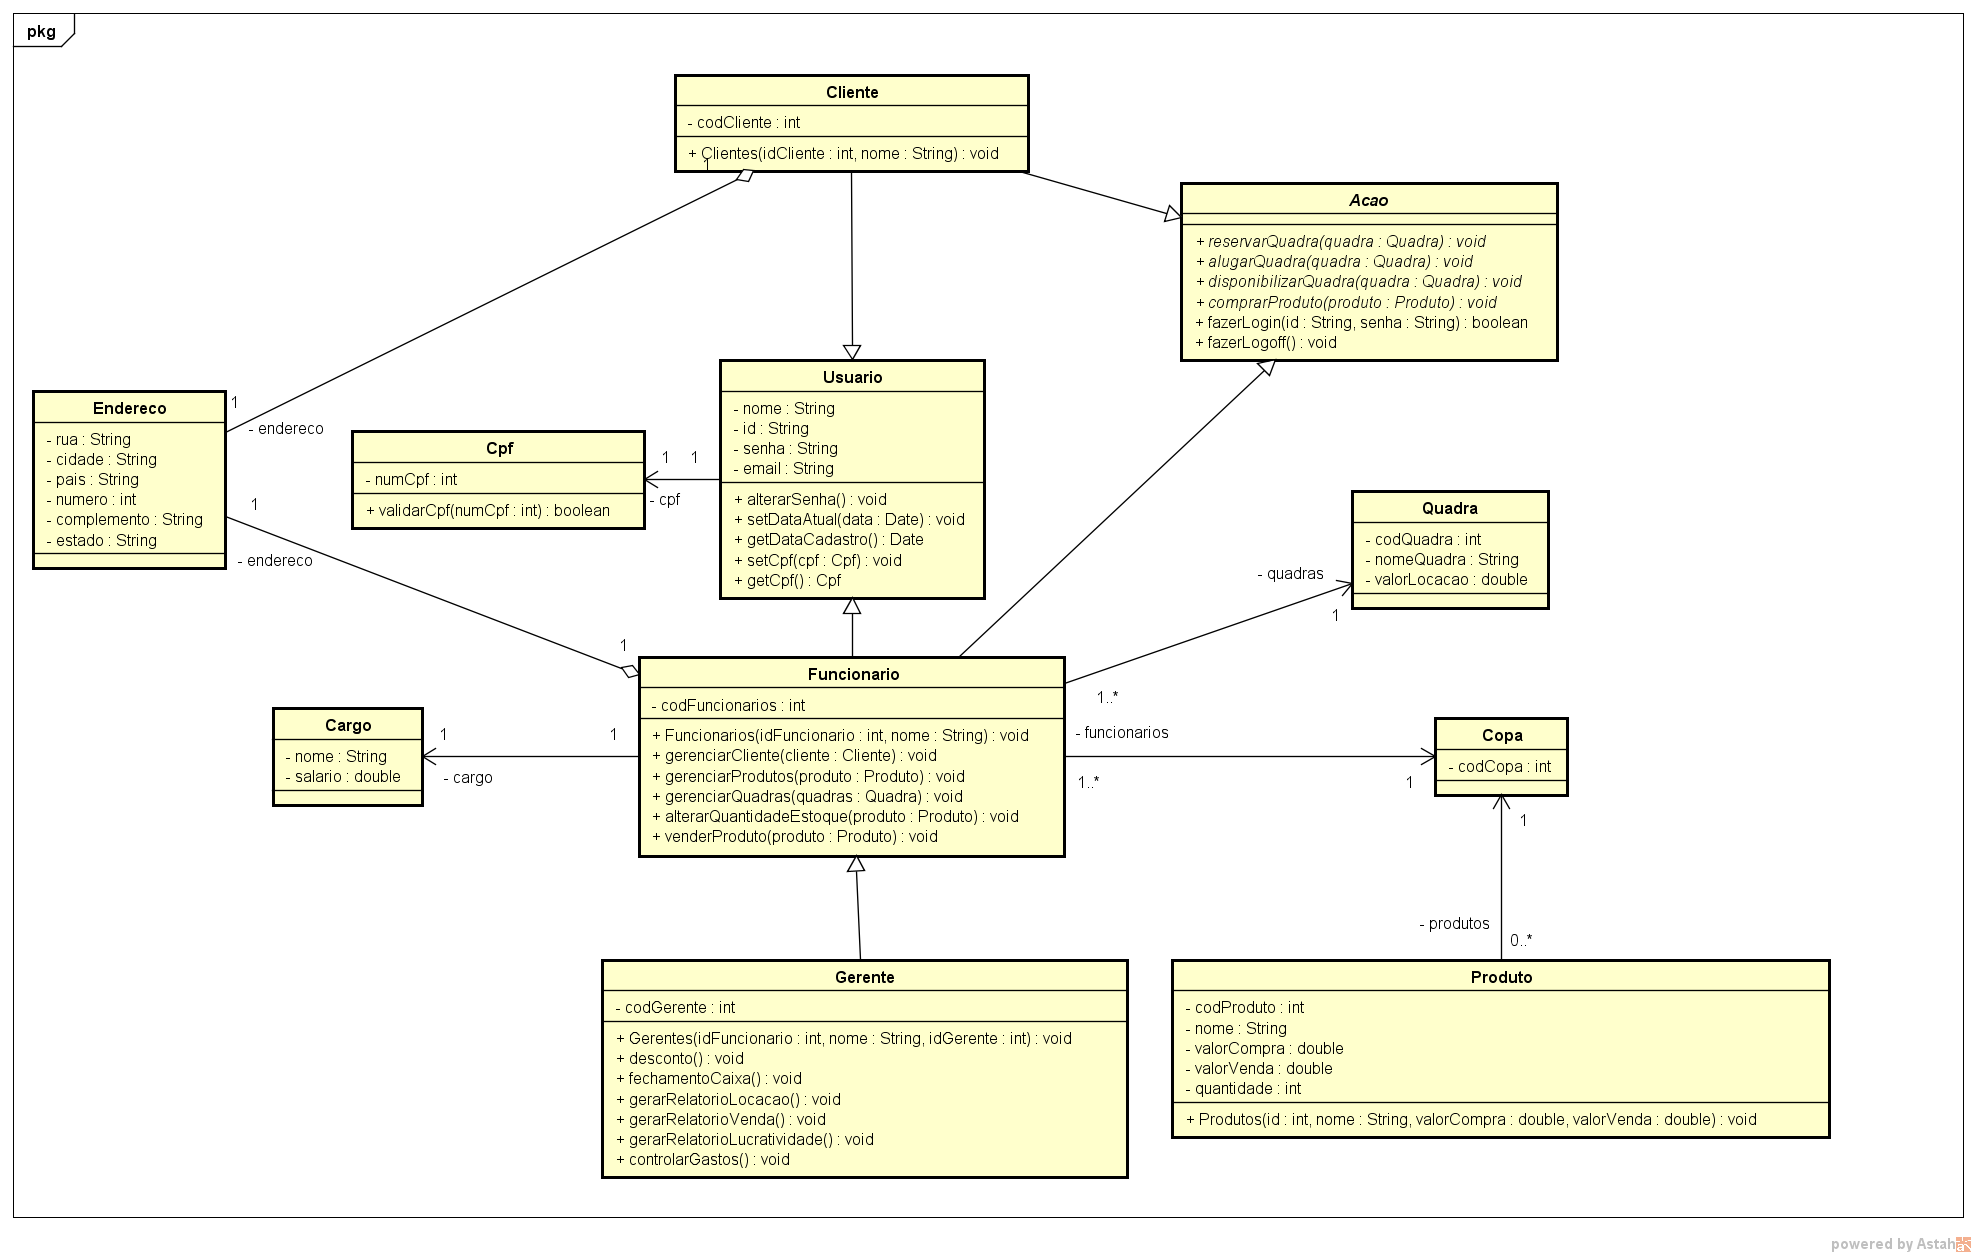 pkg
Cliente
- codCliente : int
+ Clientes(idCliente : int, nome : String) : void
1
Acao
+ reservarQuadra(quadra : Quadra) : void
+ alugarQuadra(quadra : Quadra) : void
+ disponibilizarQuadra(quadra : Quadra) : void
+ comprarProduto(produto : Produto) : void
+ fazerLogin(id : String, senha : String) : boolean
+ fazerLogoff() : void
Endereco
- rua : String
- cidade : String
- pais : String
- numero : int
- complemento : String
- estado : String
1
- endereco
1
- endereco
Cpf
- numCpf : int
+ validarCpf(numCpf : int) : boolean
1
1
- cpf
Usuario
- nome : String
- id : String
- senha : String
- email : String
+ alterarSenha() : void
+ setDataAtual(data : Date) : void
+ getDataCadastro() : Date
+ setCpf(cpf : Cpf) : void
+ getCpf() : Cpf
Quadra
- codQuadra : int
- nomeQuadra : String
- valorLocacao : double
- quadras
1
1
Funcionario
- codFuncionarios : int
+ Funcionarios(idFuncionario : int, nome : String) : void
+ gerenciarCliente(cliente : Cliente) : void
+ gerenciarProdutos(produto : Produto) : void
+ gerenciarQuadras(quadras : Quadra) : void
+ alterarQuantidadeEstoque(produto : Produto) : void
+ venderProduto(produto : Produto) : void
1..*
- funcionarios
1..*
1
Cargo
- nome : String
- salario : double
1
1
- cargo
Copa
- codCopa : int
1
- produtos
0..*
Gerente
- codGerente : int
+ Gerentes(idFuncionario : int, nome : String, idGerente : int) : void
+ desconto() : void
+ fechamentoCaixa() : void
+ gerarRelatorioLocacao() : void
+ gerarRelatorioVenda() : void
+ gerarRelatorioLucratividade() : void
+ controlarGastos() : void
Produto
- codProduto : int
- nome : String
- valorCompra : double
- valorVenda : double
- quantidade : int
+ Produtos(id : int, nome : String, valorCompra : double, valorVenda : double) : void
powered by Astah